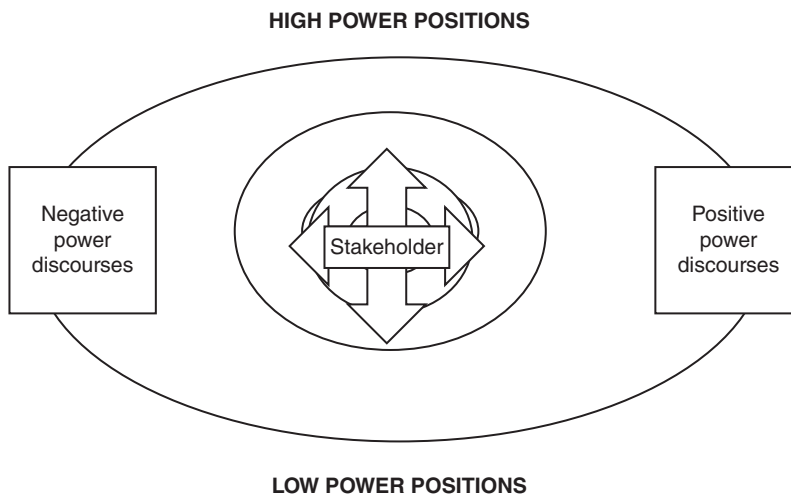 HIGH POWER POSITIONS
Negative
power
discourses
Stakeholder
Positive
power
discourses
LOW POWER POSITIONS